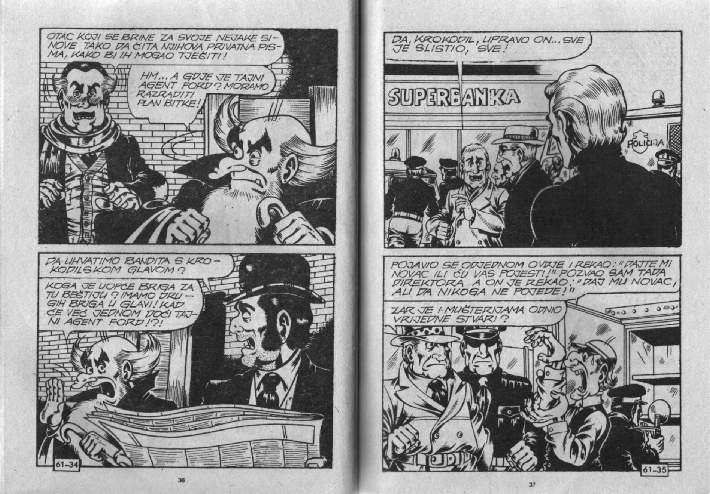 OTAC KOJI SE BRINE ZA SVOJE NEJAKE SI-
NOVE TAKO DA ČITA NJIHOVA PRIVATNA PIS-
MA, KAKO BI IH MOGAO TJEŠITI!
HM... A GDJE JE TAJNI
AGENT FORD? MORAMO
RAZRADITI
PLAN BITKE!
DA UHVATIMO BANDITA S KRO-
KODILSKOM GLAVOM?
KOGA JE UOPĆE BRIGA ZA
TU BEŠTIJU? IMAMO DRU-
GIH BRIGA U GLAVI! KAD
ĆE VEĆ JEDNOM DOĆI TAJ-
NI AGENT FORD!?!
61-34
36
DA, KROKODIL, UPRAVO ON... SVE
JE SLISTIO, SVE!
SUPERBANKA
POLICIJA
POJAVIO SE ODJEDNOM OVDJE I REKAO: "DAJTE MI
NOVAC ILI ĆU VAS POJESTI!" POZVAO SAM TADA
DIREKTORA, A ON JE REKAO: "DAJ MU NOVAC,
ALI DA NIKOGA NE POJEDE!"
ZAR JE I MUŠTERIJAMA ODNIO
VRIJEDNE STVARI?
61-35
37